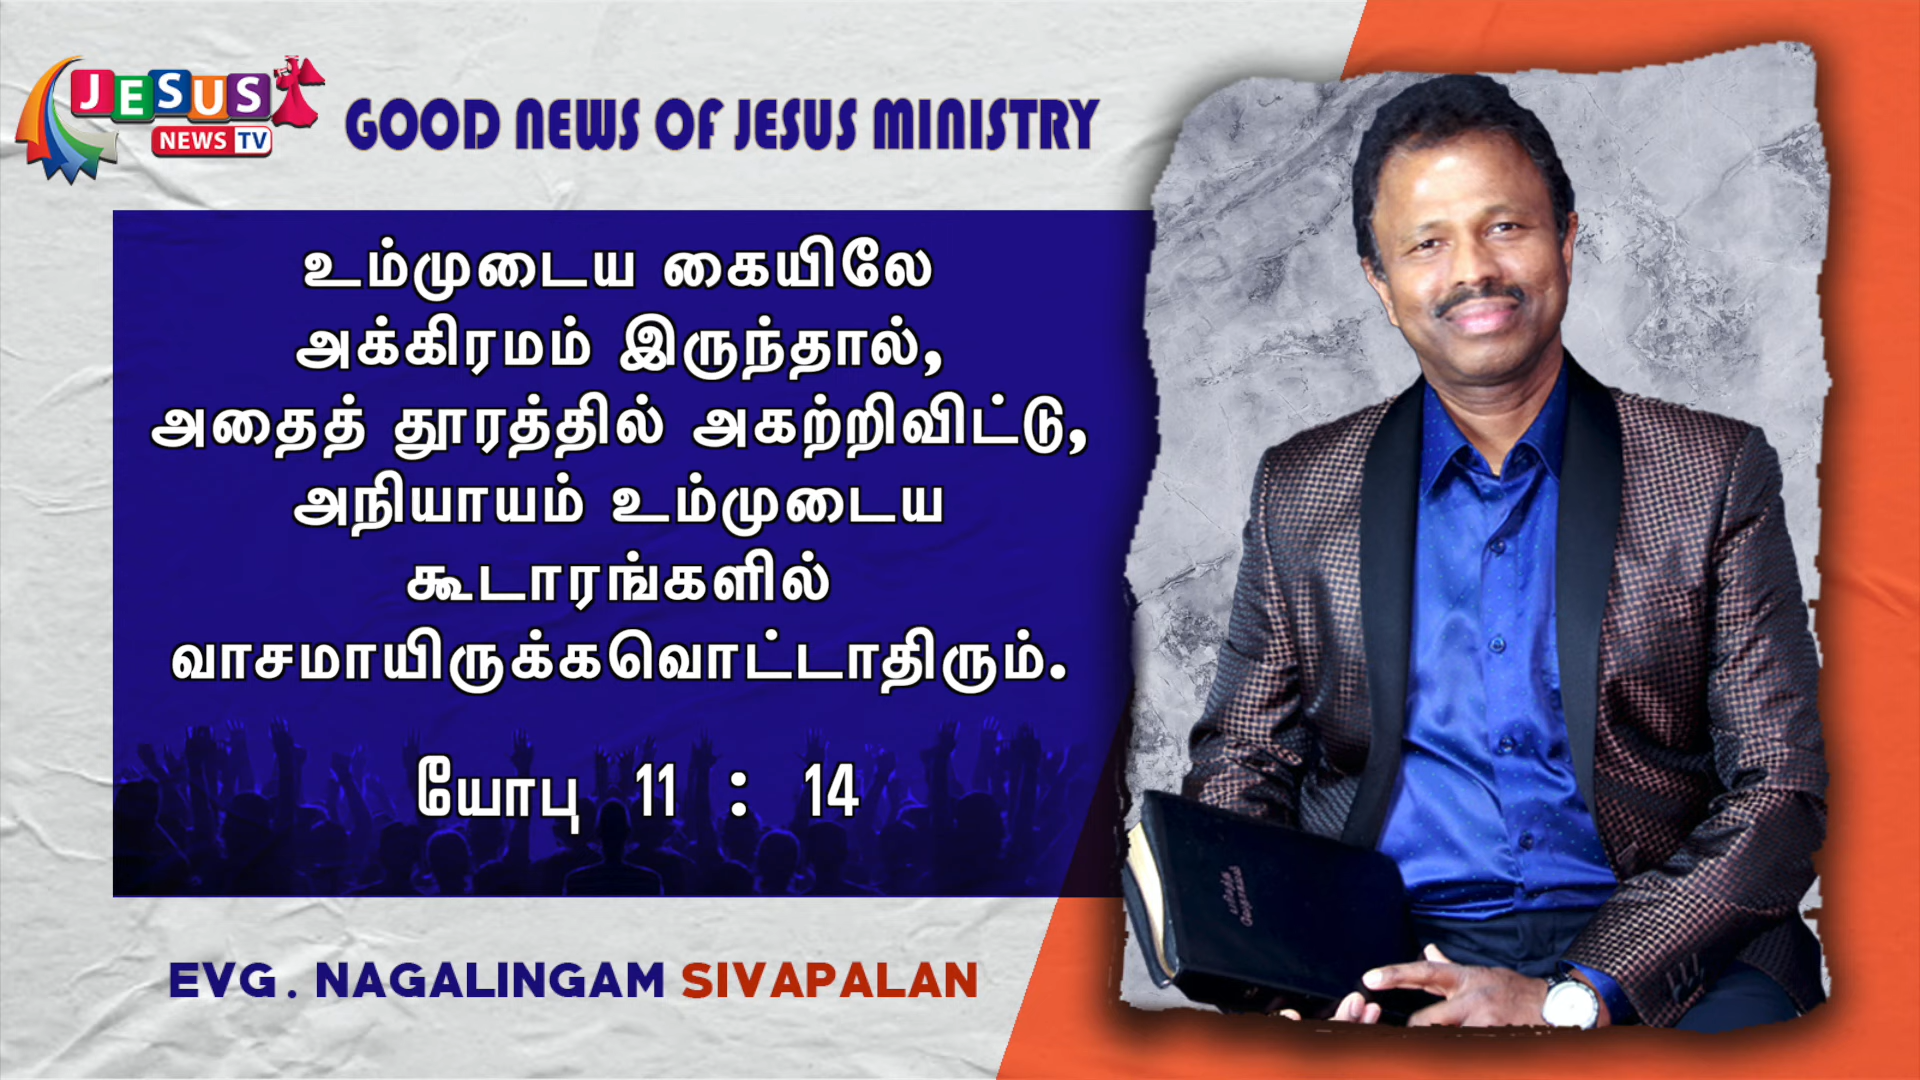 JESUS
NEWS TV
GOOD NEWS OF JESUS MINISTRY
உம்முடைய கையிலே
அக்கிரமம் இருந்தால்,
அதைத் தூரத்தில் அகற்றிவிட்டு,
அநியாயம் உம்முடைய
கூடாரங்களில்
வாசமாயிருக்கவொட்டாதிரும்.
யோபு 11 : 14
EVG. NAGALINGAM SIVAPALAN